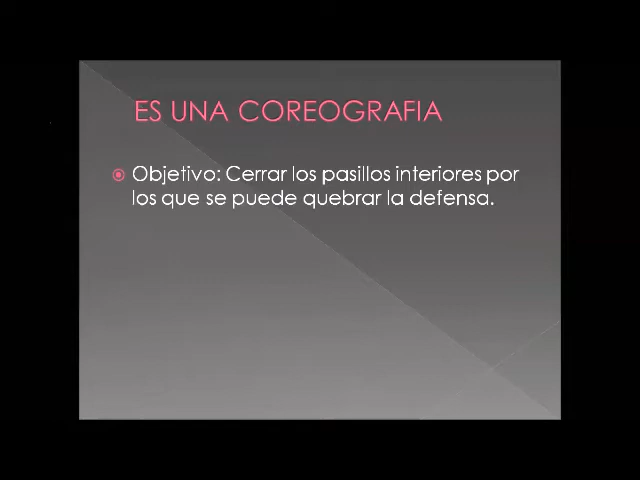 ES UNA COREOGRAFIA
Objetivo: Cerrar los pasillos interiores por
los que se puede quebrar la defensa.